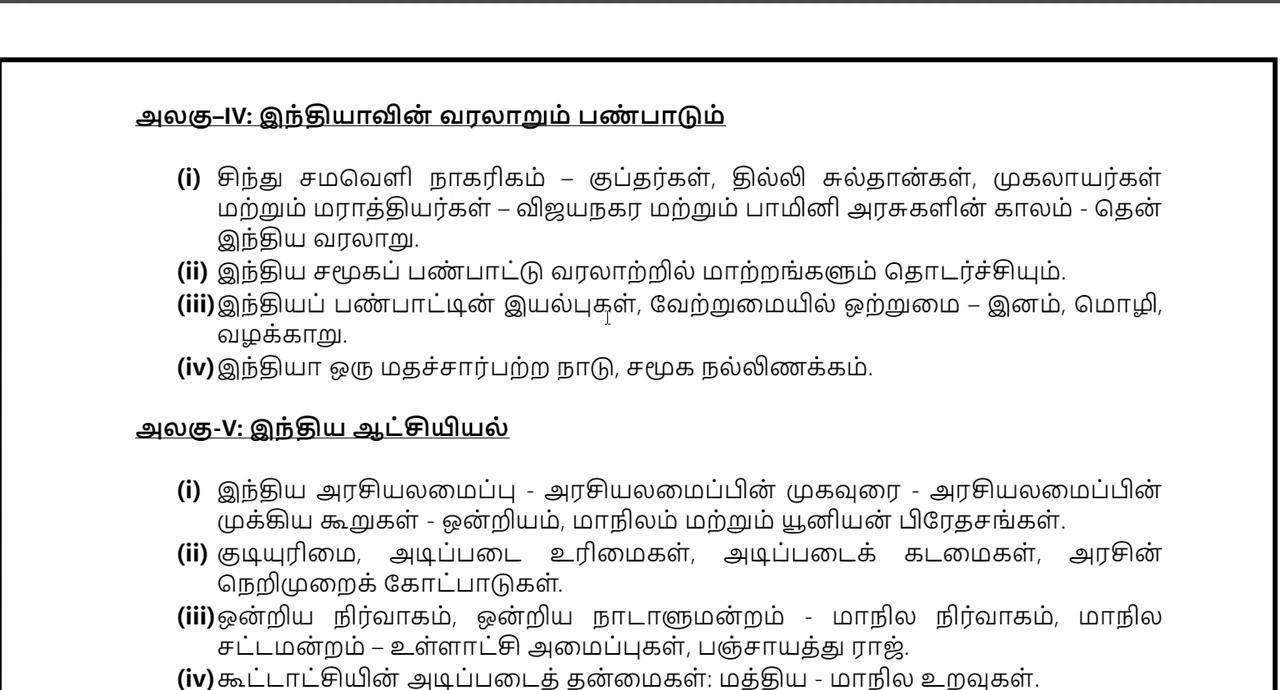 அலகு–IV: இந்தியாவின் வரலாறும் பண்பாடும்
(i) சிந்து சமவெளி நாகரிகம் – குப்தர்கள், தில்லி சுல்தான்கள், முகலாயர்கள்
மற்றும் மராத்தியர்கள் – விஜயநகர மற்றும் பாமினி அரசுகளின் காலம் - தென்
இந்திய வரலாறு.
(ii) இந்திய சமூகப் பண்பாட்டு வரலாற்றில் மாற்றங்களும் தொடர்ச்சியும்.
(iii) இந்தியப் பண்பாட்டின் இயல்புகள், வேற்றுமையில் ஒற்றுமை – இனம், மொழி,
வழக்காறு.
(iv) இந்தியா ஒரு மதச்சார்பற்ற நாடு, சமூக நல்லிணக்கம்.
அலகு-V: இந்திய ஆட்சியியல்
(i) இந்திய அரசியலமைப்பு - அரசியலமைப்பின் முகவுரை - அரசியலமைப்பின்
முக்கிய கூறுகள் - ஒன்றியம், மாநிலம் மற்றும் யூனியன் பிரேதசங்கள்.
(ii) குடியுரிமை, அடிப்படை உரிமைகள், அடிப்படைக் கடமைகள், அரசின்
நெறிமுறைக் கோட்பாடுகள்.
(iii) ஒன்றிய நிர்வாகம், ஒன்றிய நாடாளுமன்றம் - மாநில நிர்வாகம், மாநில
சட்டமன்றம் – உள்ளாட்சி அமைப்புகள், பஞ்சாயத்து ராஜ்.
(iv) கூட்டாட்சியின் அடிப்படைத் தன்மைகள்: மத்திய - மாநில உறவுகள்.